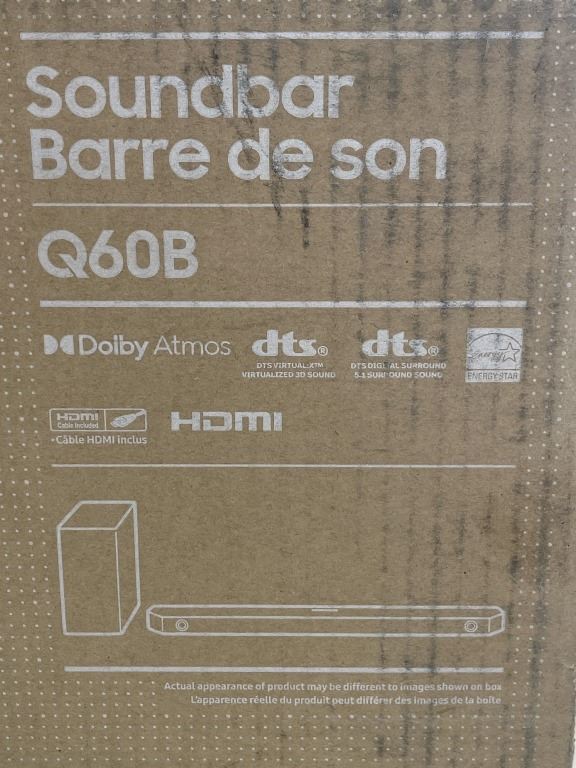 Soundbar
Barre de son
Q60B
Dolby Atmos
dts®
DTS VIRTUAL:X™
VIRTUALIZED 3D SOUND
dts®
DTS DIGITAL SURROUND
5.1 SURROUND SOUND
energy
ENERGY STAR
HDMI
Cable Included
•Câble HDMI inclus
HDMI
Actual appearance of product may be different to images shown on box
L'apparence réelle du produit peut différer des images de la boîte